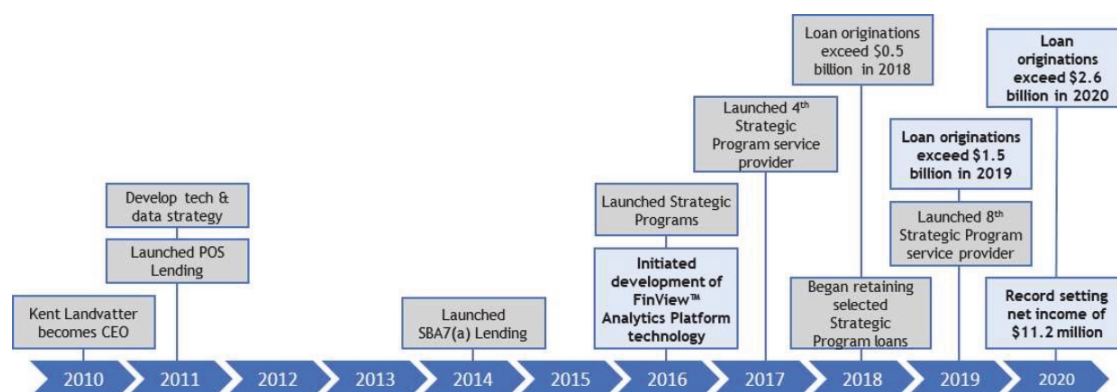 Kent Landvatter
becomes CEO
Develop tech &
data strategy
Launched POS
Lending
Launched
SBA7(a) Lending
Launched Strategic
Programs
Initiated
development of
FinView™
Analytics Platform
technology
Launched 4th
Strategic
Program service
provider
Loan originations
exceed $0.5
billion in 2018
Began retaining
selected
Strategic
Program loans
Loan originations
exceed $1.5
billion in 2019
Launched 8th
Strategic Program
service provider
Loan
originations
exceed $2.6
billion in 2020
Record setting
net income of
$11.2 million
2010 2011 2012 2013 2014 2015 2016 2017 2018 2019 2020